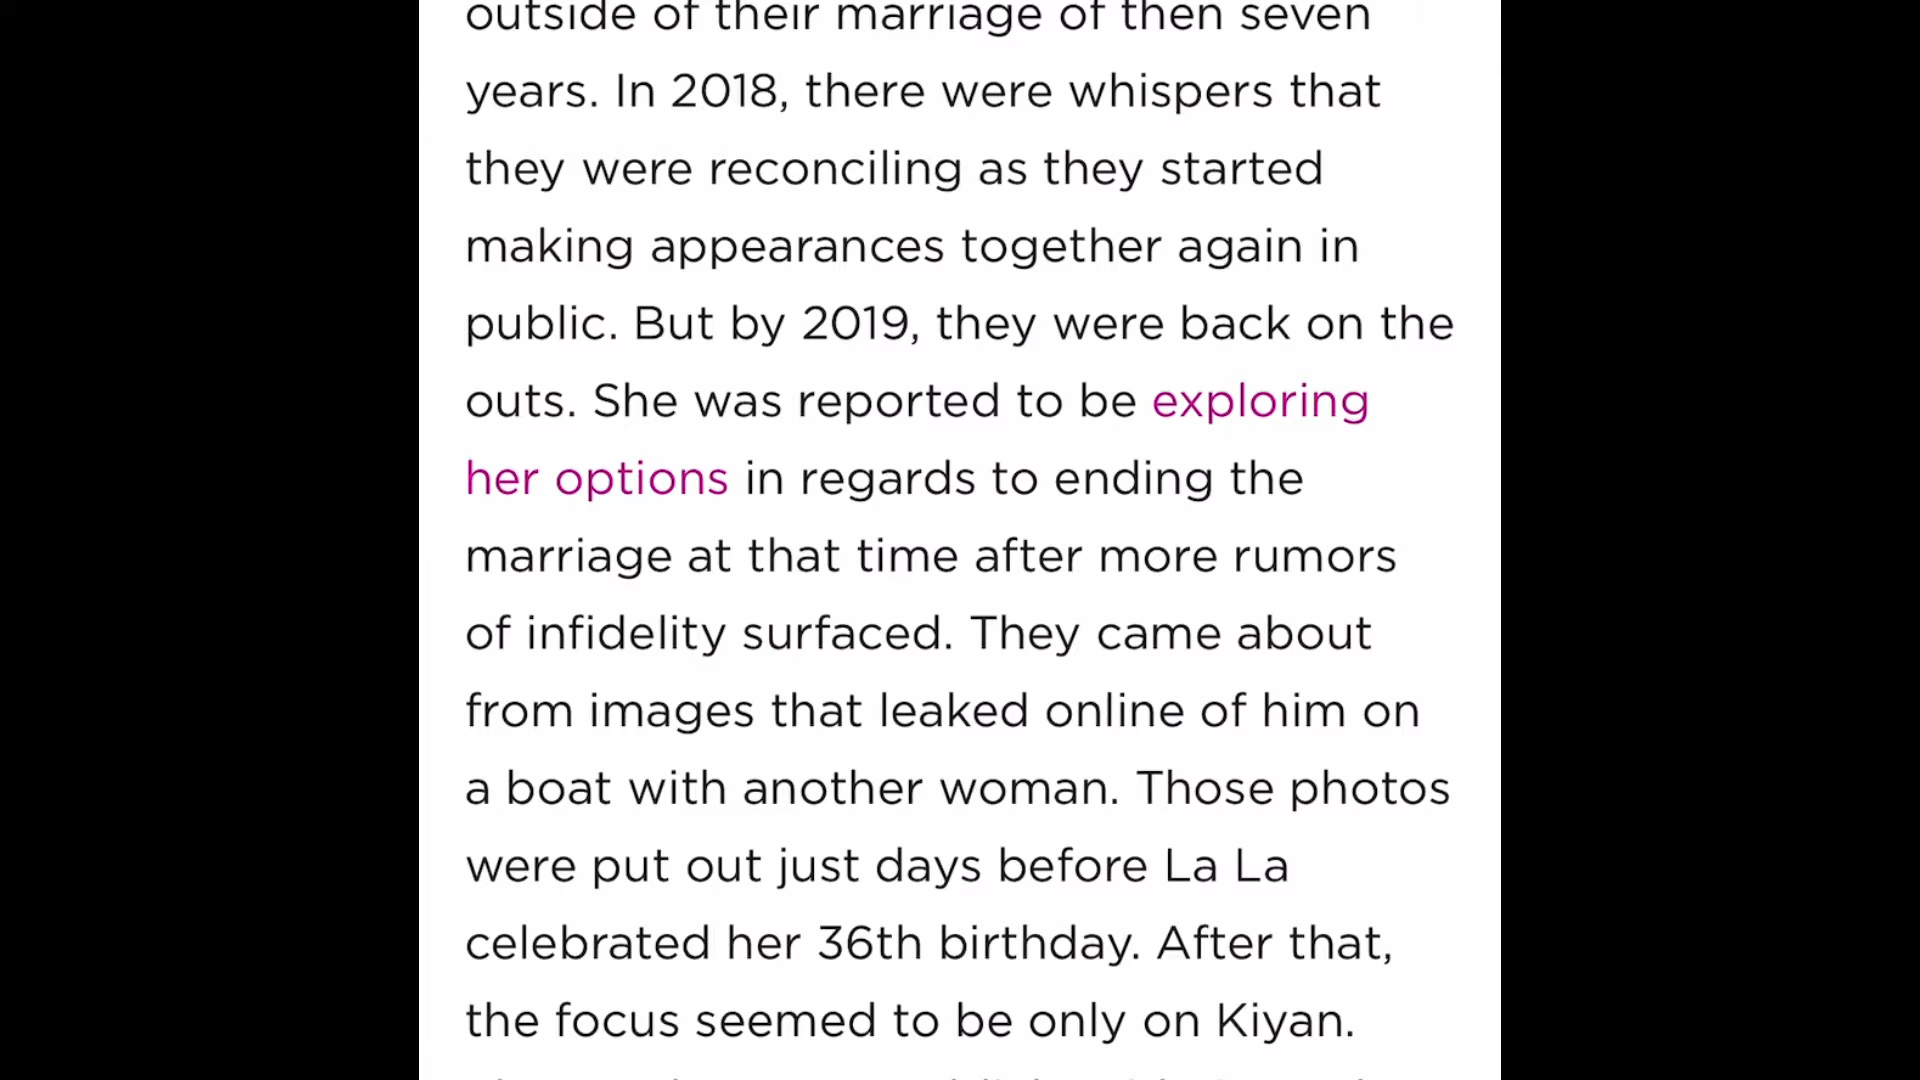 outside of their marriage of then seven
years. In 2018, there were whispers that
they were reconciling as they started
making appearances together again in
public. But by 2019, they were back on the
outs. She was reported to be exploring
her options in regards to ending the
marriage at that time after more rumors
of infidelity surfaced. They came about
from images that leaked online of him on
a boat with another woman. Those photos
were put out just days before La La
celebrated her 36th birthday. After that,
the focus seemed to be only on Kiyan.